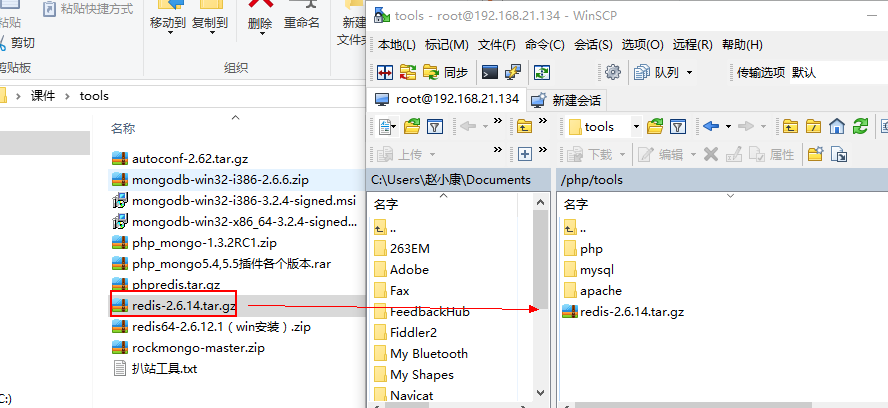 粘贴
粘贴快捷方式
剪切
剪贴板
移动到 复制到
删除 重命名
新建
文件夹
组织
课件 › tools
名称
autoconf-2.62.tar.gz
mongodb-win32-i386-2.6.6.zip
mongodb-win32-i386-3.2.4-signed.msi
mongodb-win32-x86_64-3.2.4-signed...
php_mongo-1.3.2RC1.zip
php_mongo5.4,5.5插件各个版本.rar
phpredis.tar.gz
redis-2.6.14.tar.gz
redis64-2.6.12.1（win安装）.zip
rockmongo-master.zip
扒站工具.txt
C:)
tools - root@192.168.21.134 - WinSCP
本地(L) 标记(M) 文件(F) 命令(C) 会话(S) 选项(O) 远程(R) 帮助(H)
同步 队列 传输选项 默认
root@192.168.21.134 新建会话
tools
上传 下载 编辑 属性
C:\Users\赵小康\Documents
名字
..
263EM
Adobe
Fax
FeedbackHub
Fiddler2
My Bluetooth
My Shapes
Navicat
/php/tools
名字
..
php
mysql
apache
redis-2.6.14.tar.gz